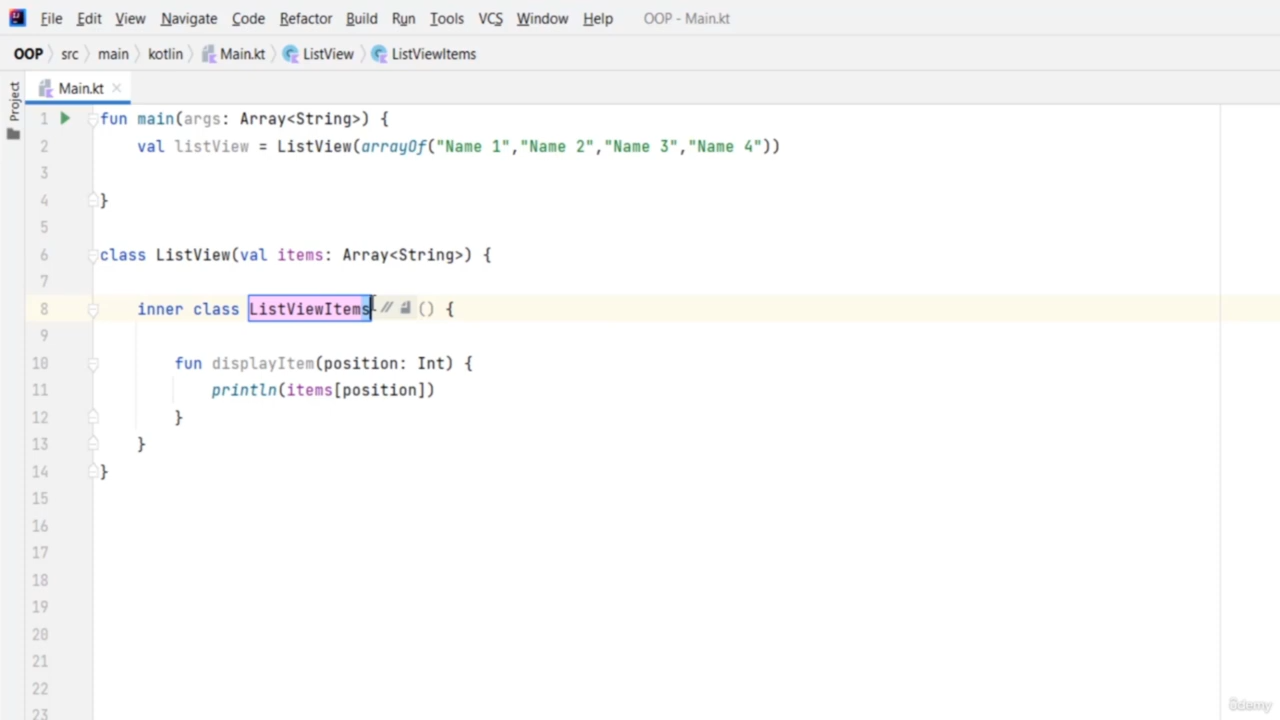 File Edit View Navigate Code Refactor Build Run Tools VCS Window Help OOP - Main.kt
OOP src main kotlin Main.kt ListView ListViewItems
Project
Main.kt
1 fun main(args: Array<String>) {
2 val listView = ListView(arrayOf("Name 1","Name 2","Name 3","Name 4"))
3
4 }
5
6 class ListView(val items: Array<String>) {
7
8 inner class ListViewItems () {
9
10 fun displayItem(position: Int) {
11 println(items[position])
12 }
13 }
14 }
15
16
17
18
19
20
21
22
23
ûdemy